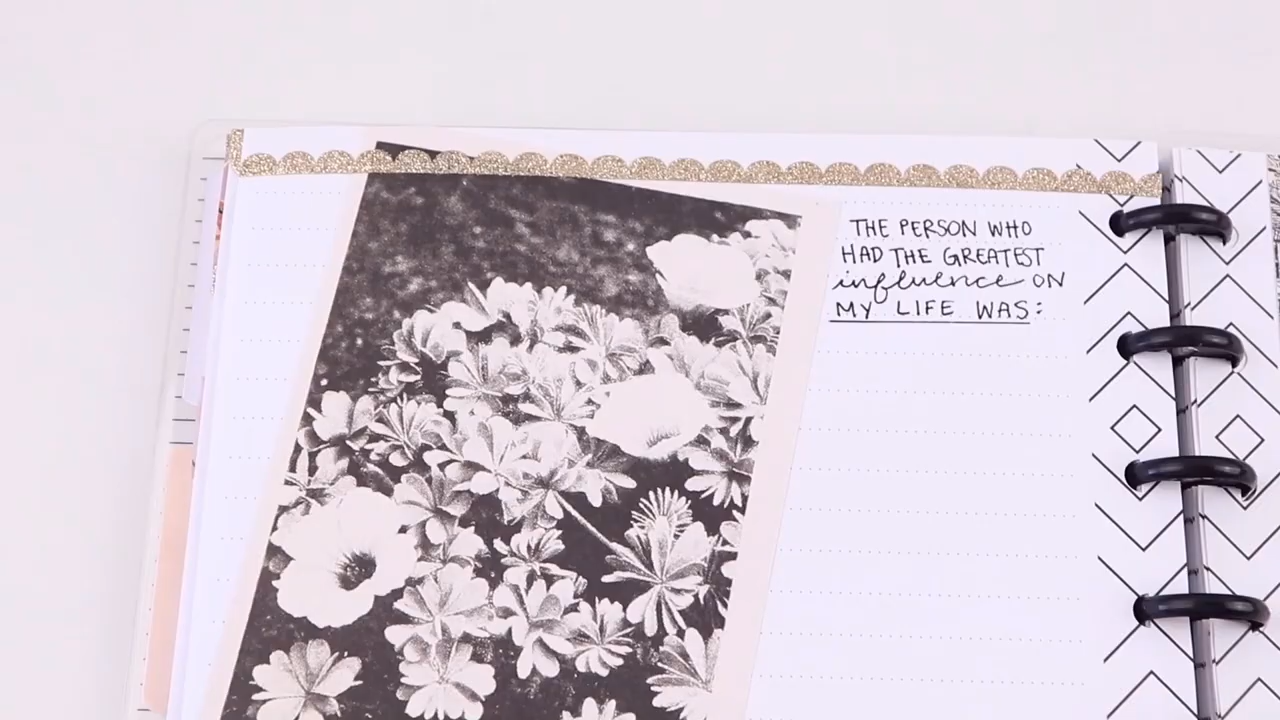 THE PERSON WHO
HAD THE GREATEST
influence ON
MY LIFE WAS: